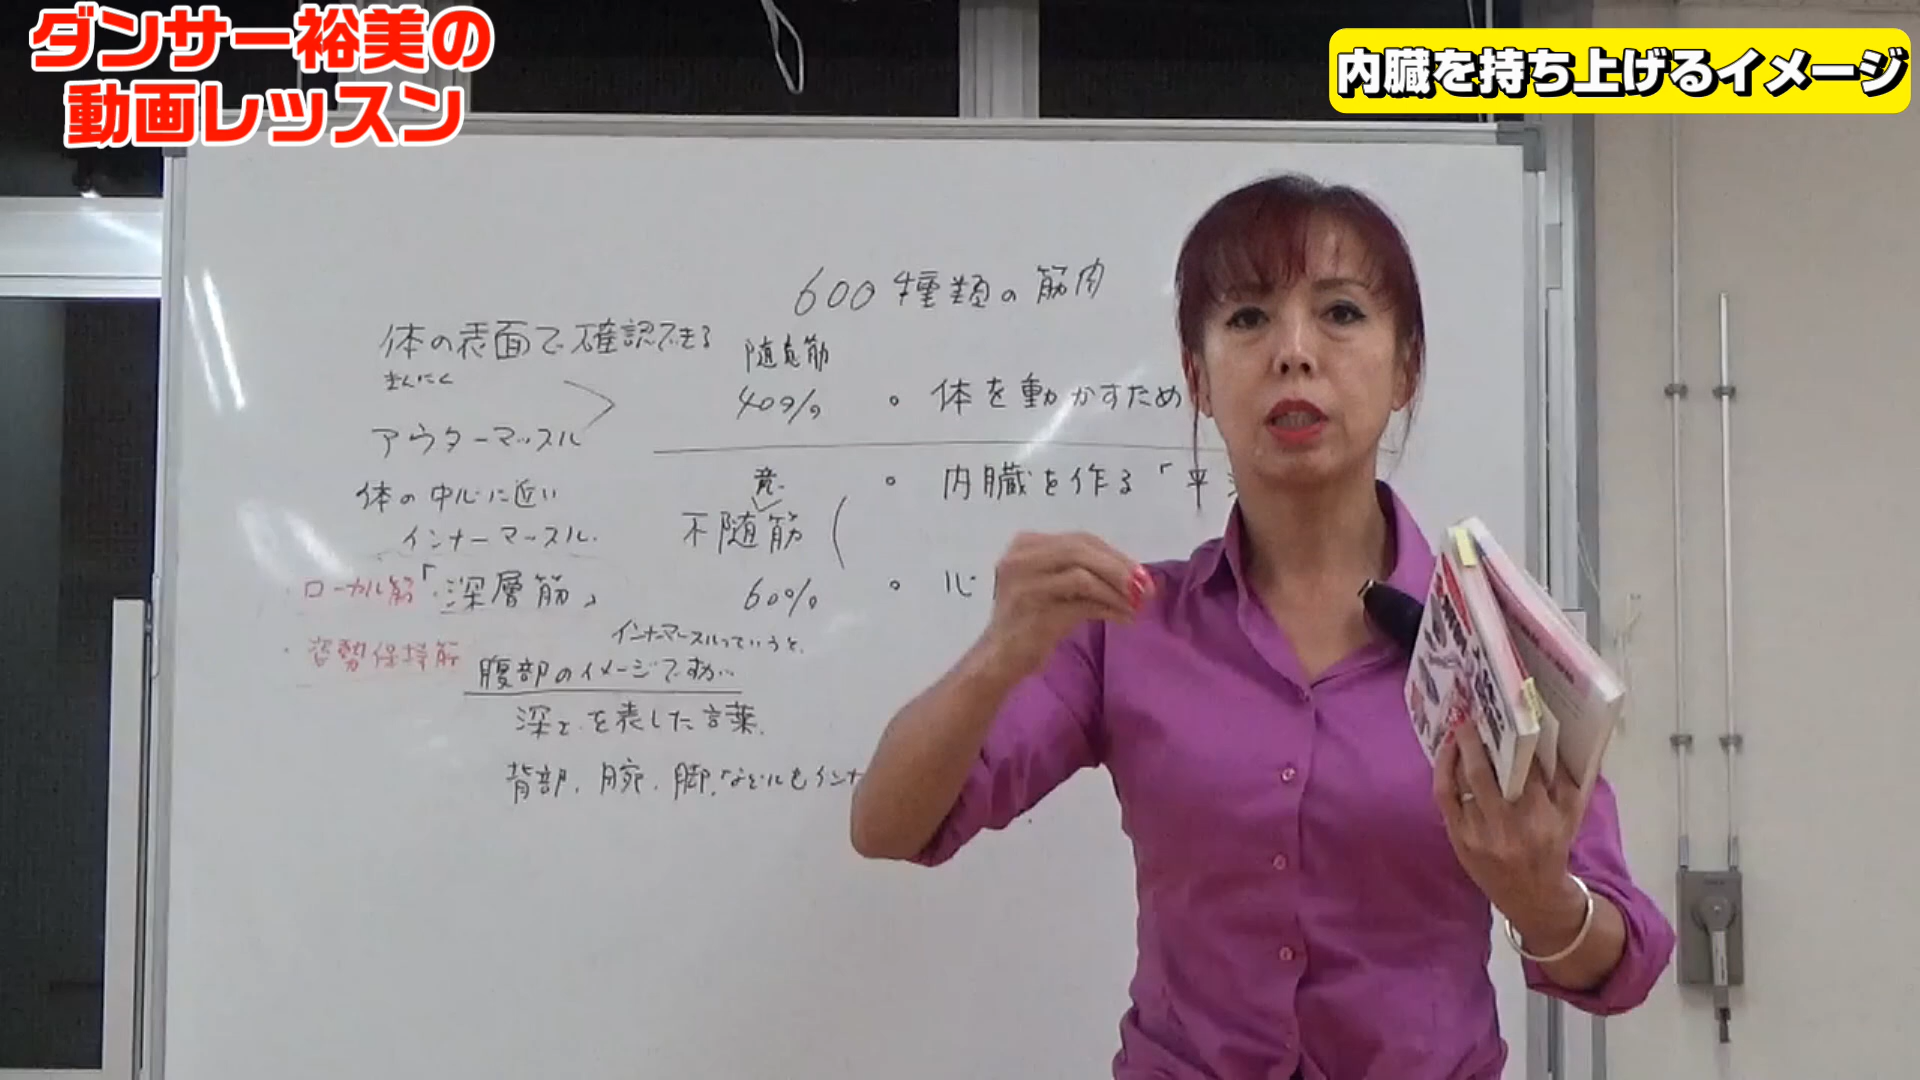 ダンサー裕美の
動画レッスン
内臓を持ち上げるイメージ
600種類の筋肉
体の表面で確認できる
きんにく
アウターマッスル
体の中心に近い
インナーマッスル.
・ローカル筋「深層筋」
・姿勢保持筋
随意筋
40%
・体を動かすため
意
不随筋(
60%
・内臓を作る「平
・心
インナーマースルっていうと、
腹部のイメージですが…
深さを表した言葉.
背部.腕.脚.などにもインナ